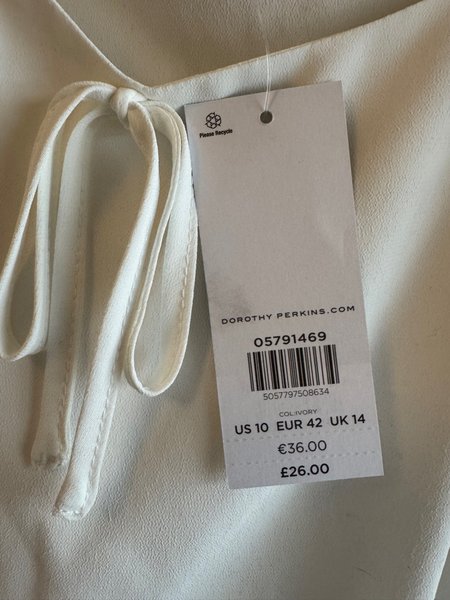 Please Recycle
DOROTHY PERKINS.COM
05791469
5057797508634
COL:IVORY
US 10 EUR 42 UK 14
€36.00
£26.00